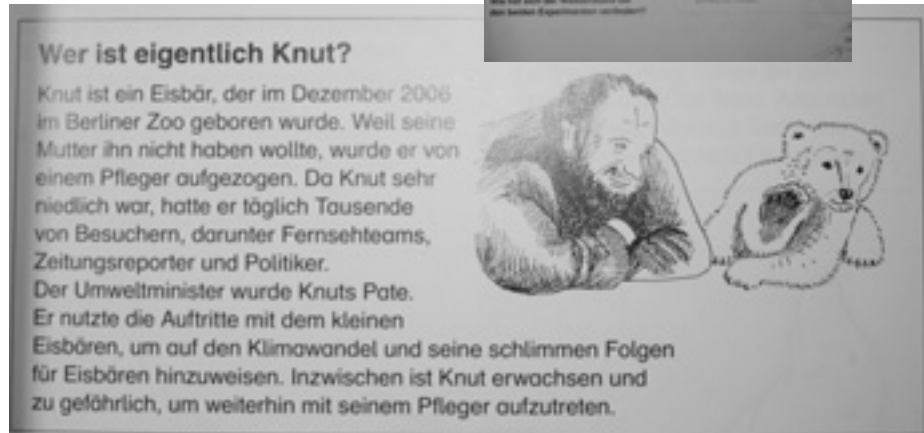 den beiden Experimenten verändert?
Wer ist eigentlich Knut?
Knut ist ein Eisbär, der im Dezember 2006
im Berliner Zoo geboren wurde. Weil seine
Mutter ihn nicht haben wollte, wurde er von
einem Pfleger aufgezogen. Da Knut sehr
niedlich war, hatte er täglich Tausende
von Besuchern, darunter Fernsehteams,
Zeitungsreporter und Politiker.
Der Umweltminister wurde Knuts Pate.
Er nutzte die Auftritte mit dem kleinen
Eisbären, um auf den Klimawandel und seine schlimmen Folgen
für Eisbären hinzuweisen. Inzwischen ist Knut erwachsen und
zu gefährlich, um weiterhin mit seinem Pfleger aufzutreten.